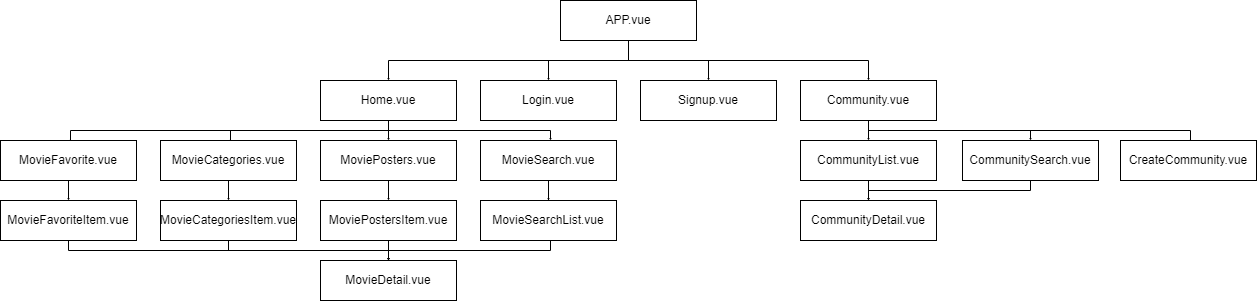 APP.vue
Home.vue
Login.vue
Signup.vue
Community.vue
MovieFavorite.vue
MovieCategories.vue
MoviePosters.vue
MovieSearch.vue
CommunityList.vue
CommunitySearch.vue
CreateCommunity.vue
MovieFavoriteItem.vue
MovieCategoriesItem.vue
MoviePostersItem.vue
MovieSearchList.vue
CommunityDetail.vue
MovieDetail.vue